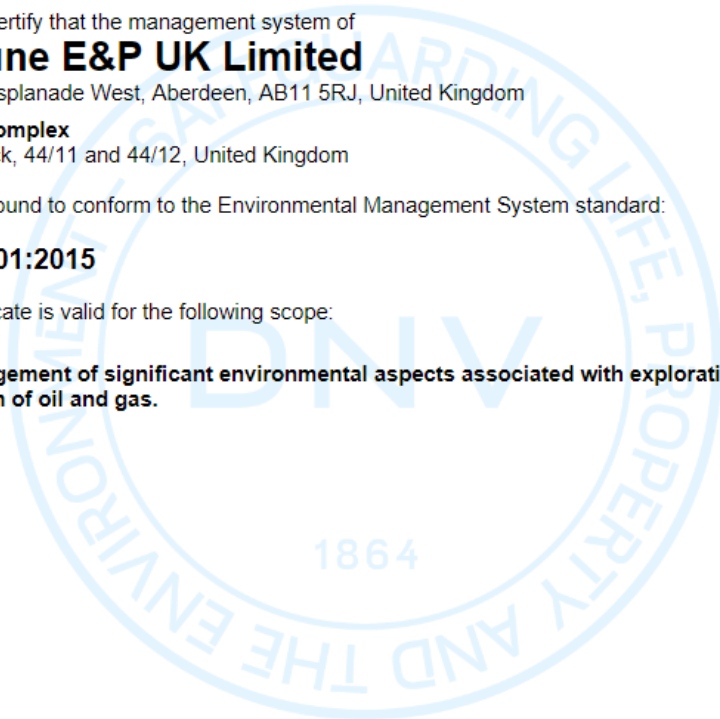 ertify that the management system of
une E&P UK Limited
splanade West, Aberdeen, AB11 5RJ, United Kingdom
omplex
k, 44/11 and 44/12, United Kingdom
ound to conform to the Environmental Management System standard:
01:2015
cate is valid for the following scope:
gement of significant environmental aspects associated with explorati
n of oil and gas.
SAFEGUARDING LIFE, PROPERTY AND THE ENVIRONMENT
DNV
1864